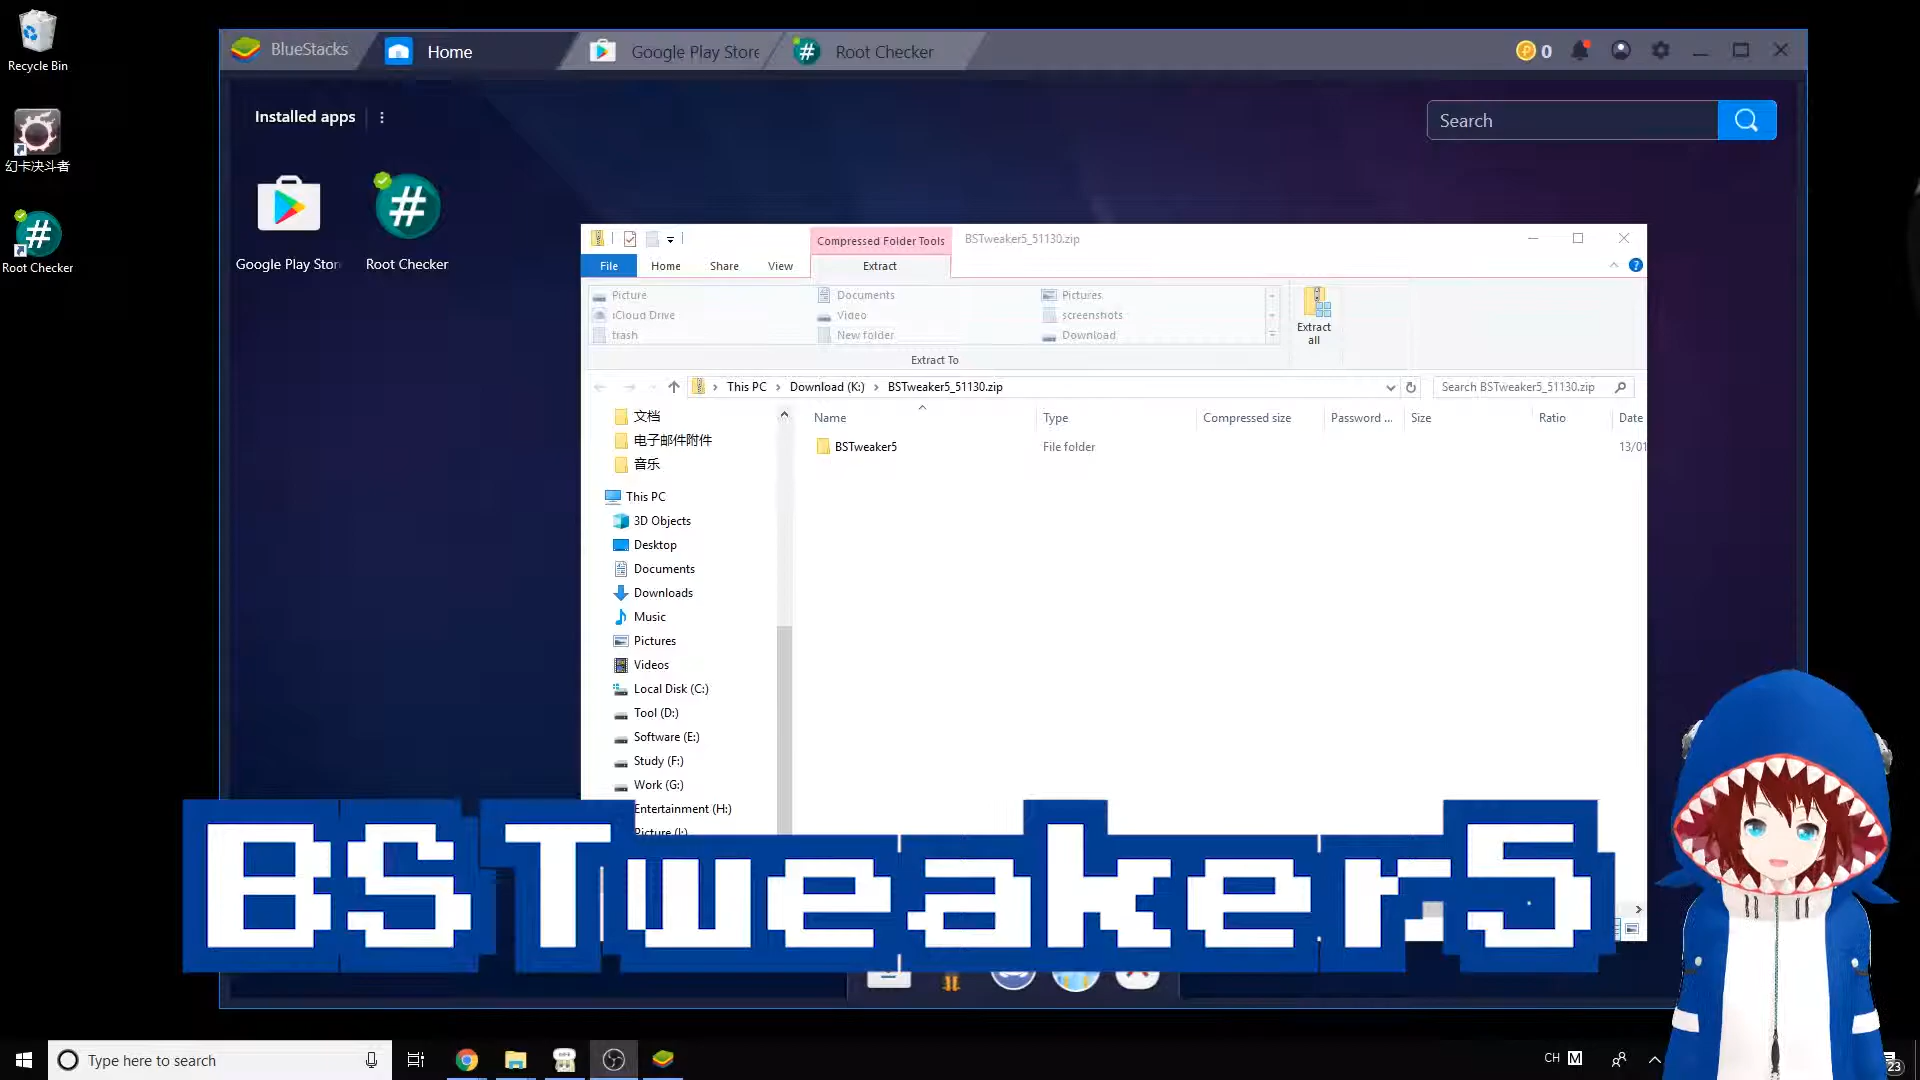 Recycle Bin
幻卡决斗者
Root Checker
BlueStacks
Home
Google Play Store
Root Checker
0
Installed apps
Search
Google Play Stor
Root Checker
Compressed Folder Tools
BSTweaker5_51130.zip
File
Home
Share
View
Extract
Picture
Documents
Pictures
iCloud Drive
Video
screenshots
trash
New folder
Download
Extract To
Extract
all
This PC
Download (K:)
BSTweaker5_51130.zip
Search BSTweaker5_51130.zip
Name
Type
Compressed size
Password ...
Size
Ratio
Date
BSTweaker5
File folder
13/01
文档
电子邮件附件
音乐
This PC
3D Objects
Desktop
Documents
Downloads
Music
Pictures
Videos
Local Disk (C:)
Tool (D:)
Software (E:)
Study (F:)
Work (G:)
Entertainment (H:)
Picture (I:)
BSTweaker5
Type here to search
CH
M
23